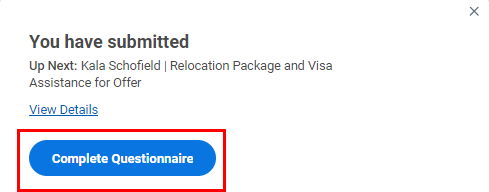 You have submitted
Up Next: Kala Schofield | Relocation Package and Visa
Assistance for Offer
View Details
Complete Questionnaire